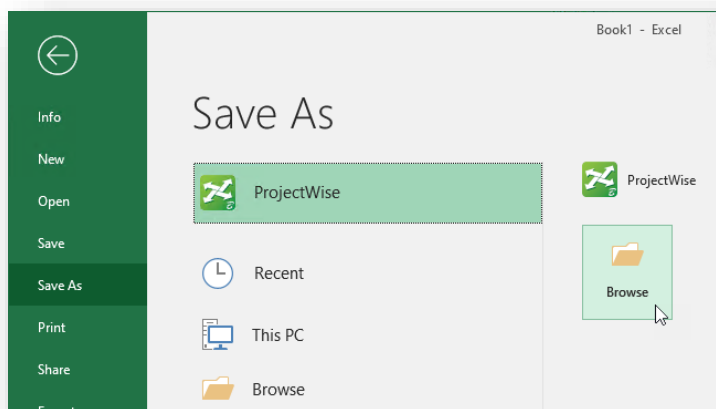 Book1 - Excel
Info
New
Open
Save
Save As
Print
Share
Save As
ProjectWise
Recent
This PC
Browse
ProjectWise
Browse